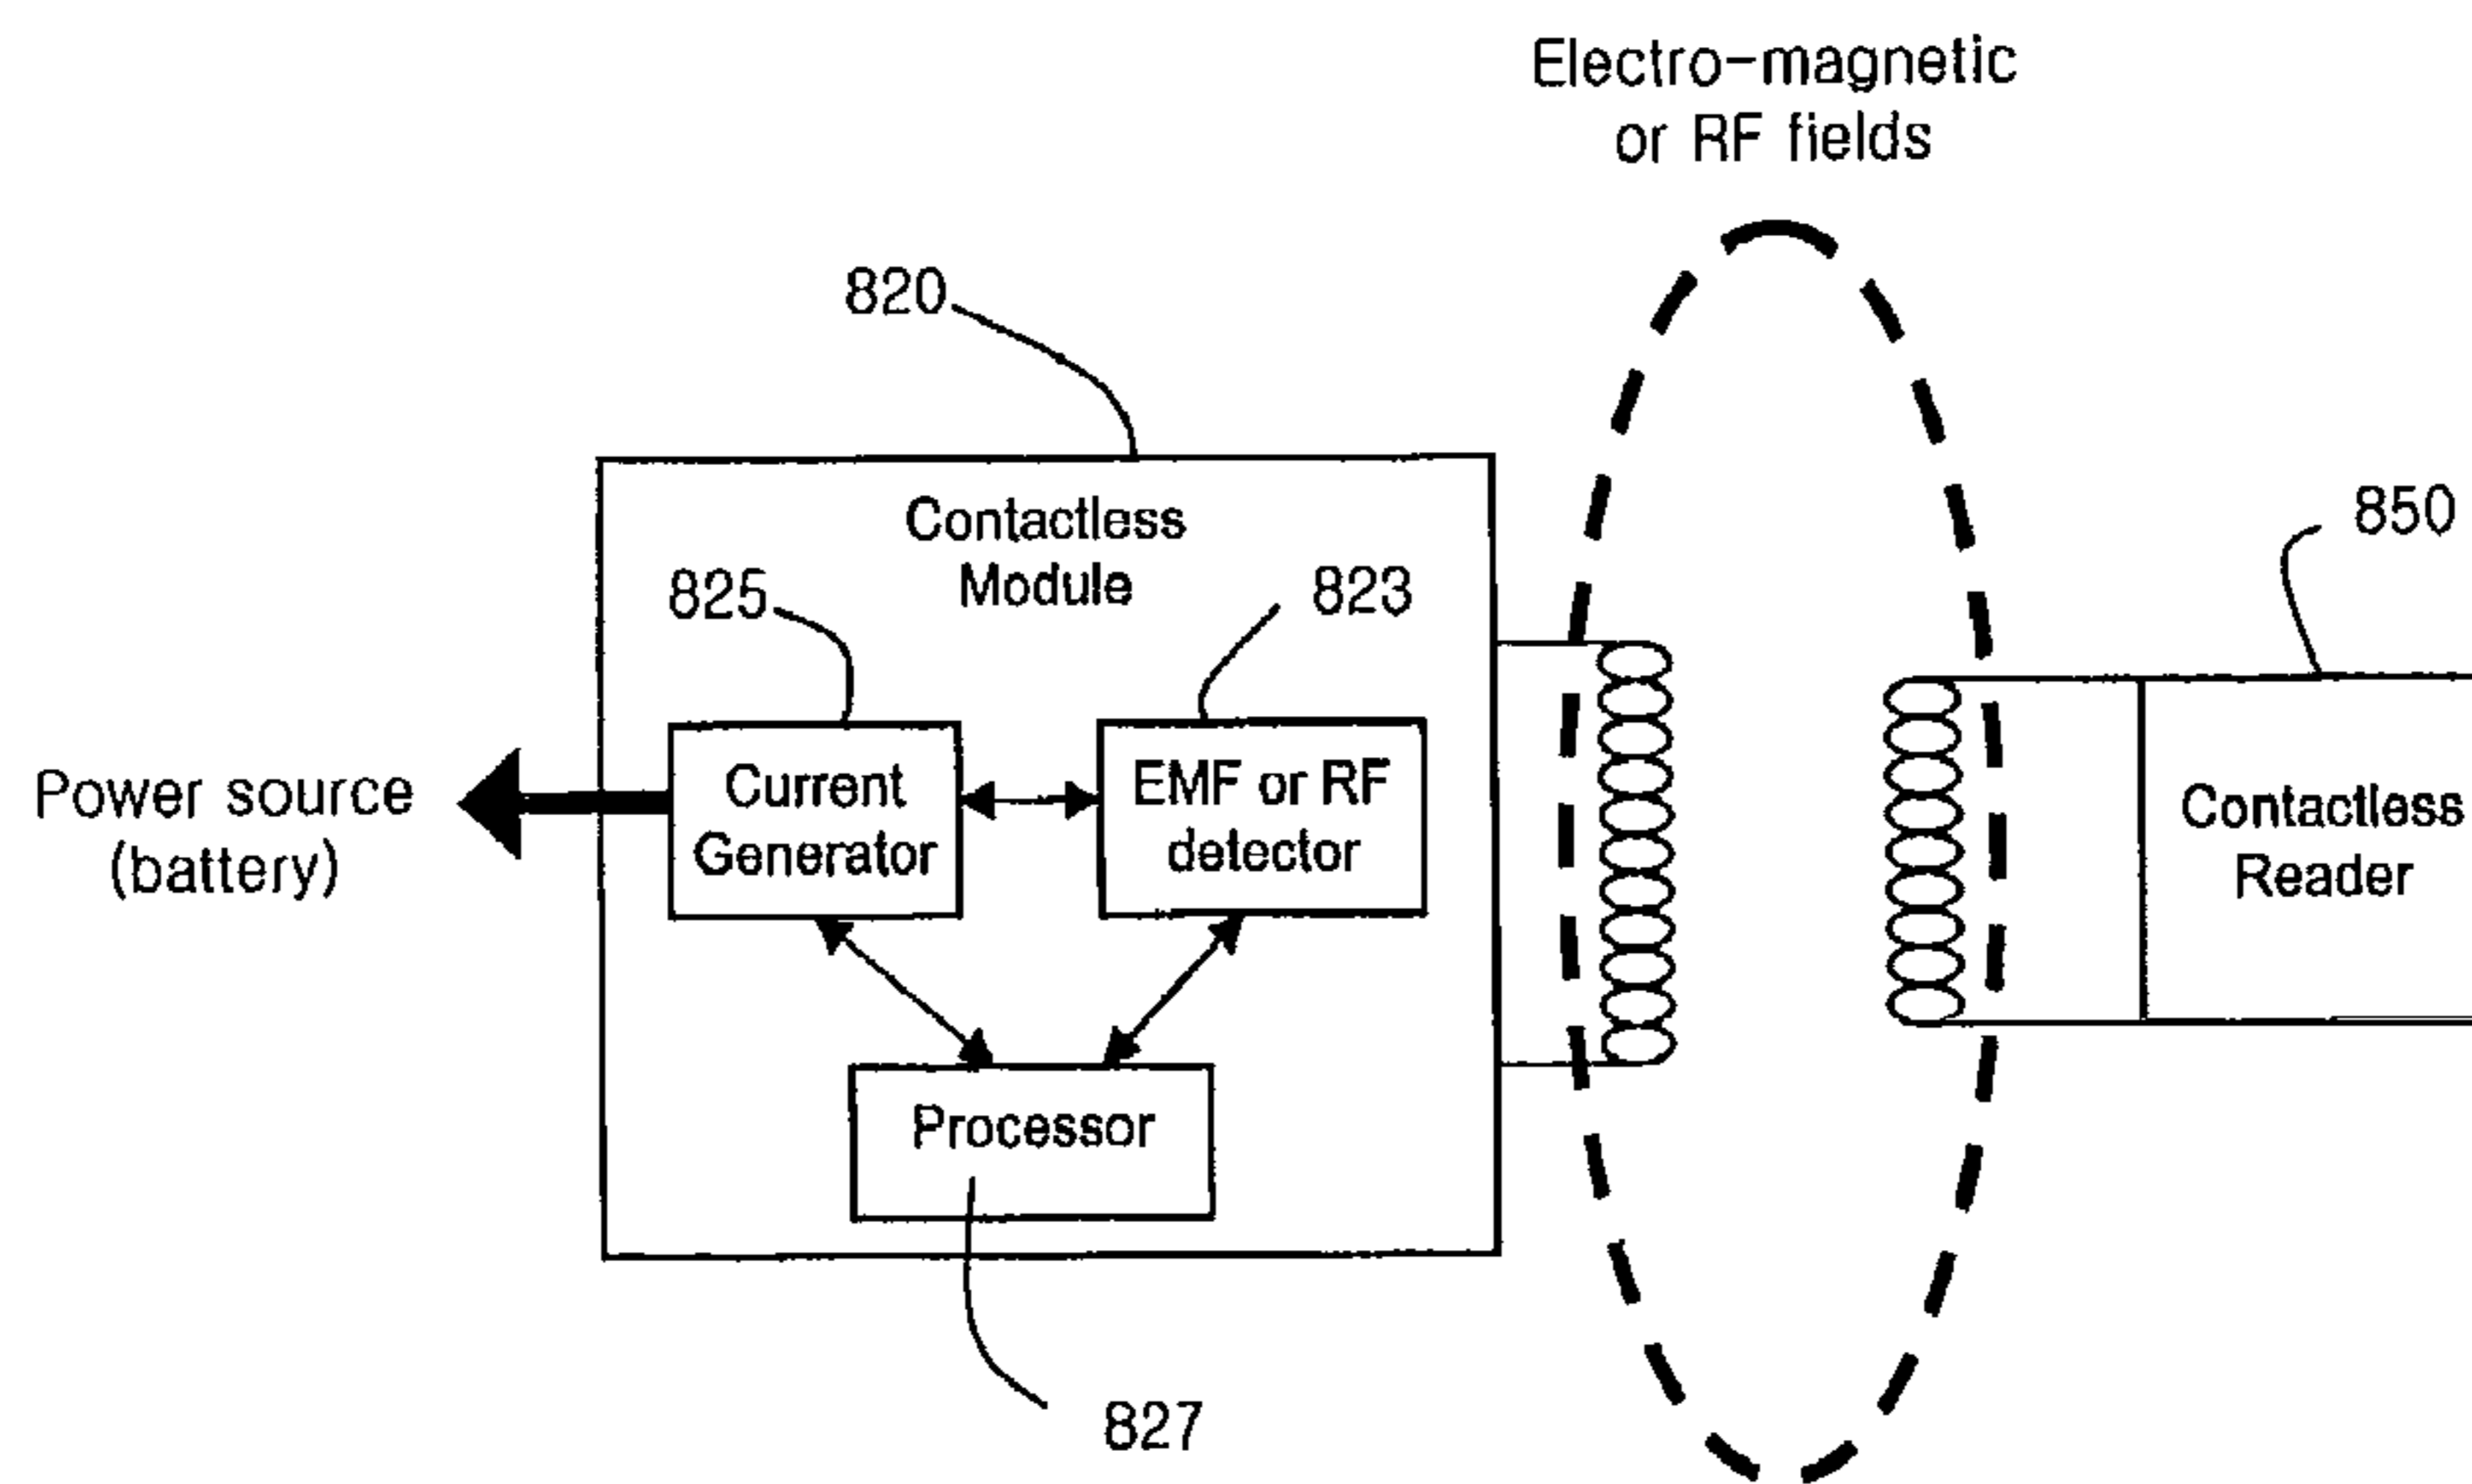 Electro-magnetic
or RF fields
820
850
Contactless
Module
825
823
Power source
(battery)
Current
Generator
EMF or RF
detector
Contactless
Reader
Processor
827